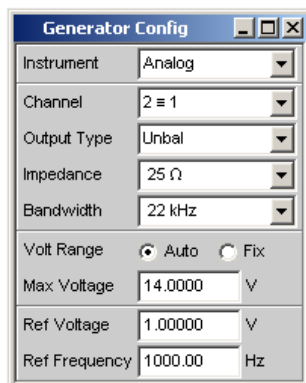 Generator Config
Instrument Analog
Channel 2 ≡ 1
Output Type Unbal
Impedance 25 Ω
Bandwidth 22 kHz
Volt Range Auto Fix
Max Voltage 14.0000 V
Ref Voltage 1.00000 V
Ref Frequency 1000.00 Hz